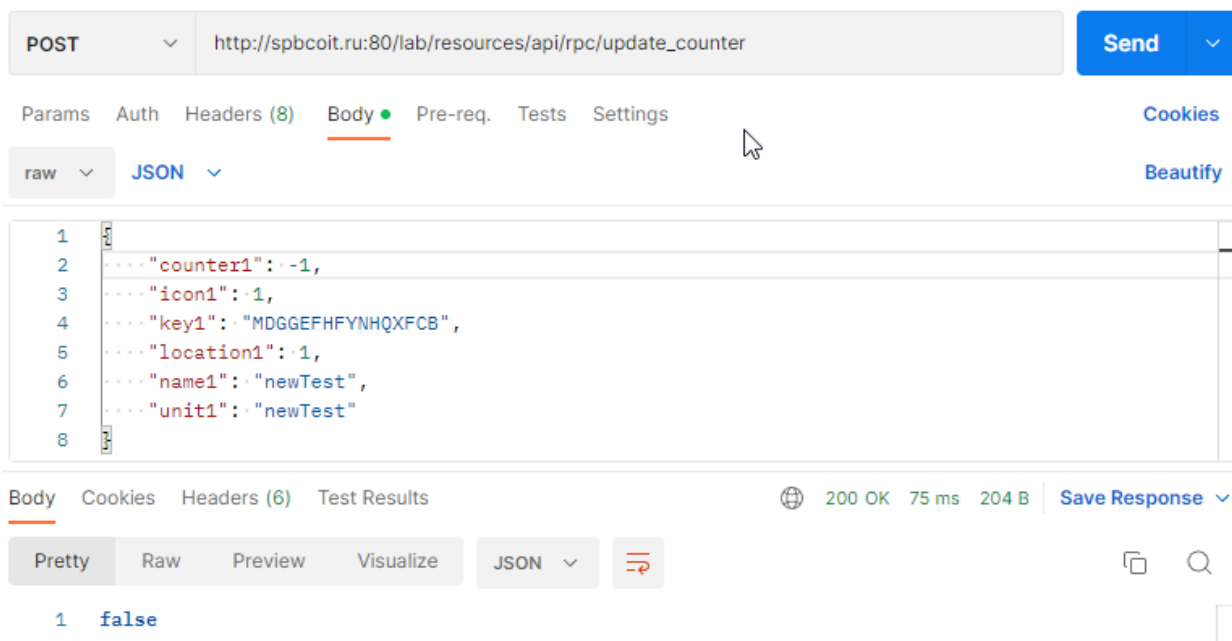 POST http://spbcoit.ru:80/lab/resources/api/rpc/update_counter Send
Params Auth Headers (8) Body Pre-req. Tests Settings Cookies
raw JSON Beautify
1 {
2 "counter1": -1,
3 "icon1": 1,
4 "key1": "MDGGEFHFYNHQXFCB",
5 "location1": 1,
6 "name1": "newTest",
7 "unit1": "newTest"
8 }
Body Cookies Headers (6) Test Results 200 OK 75 ms 204 B Save Response
Pretty Raw Preview Visualize JSON
1 false